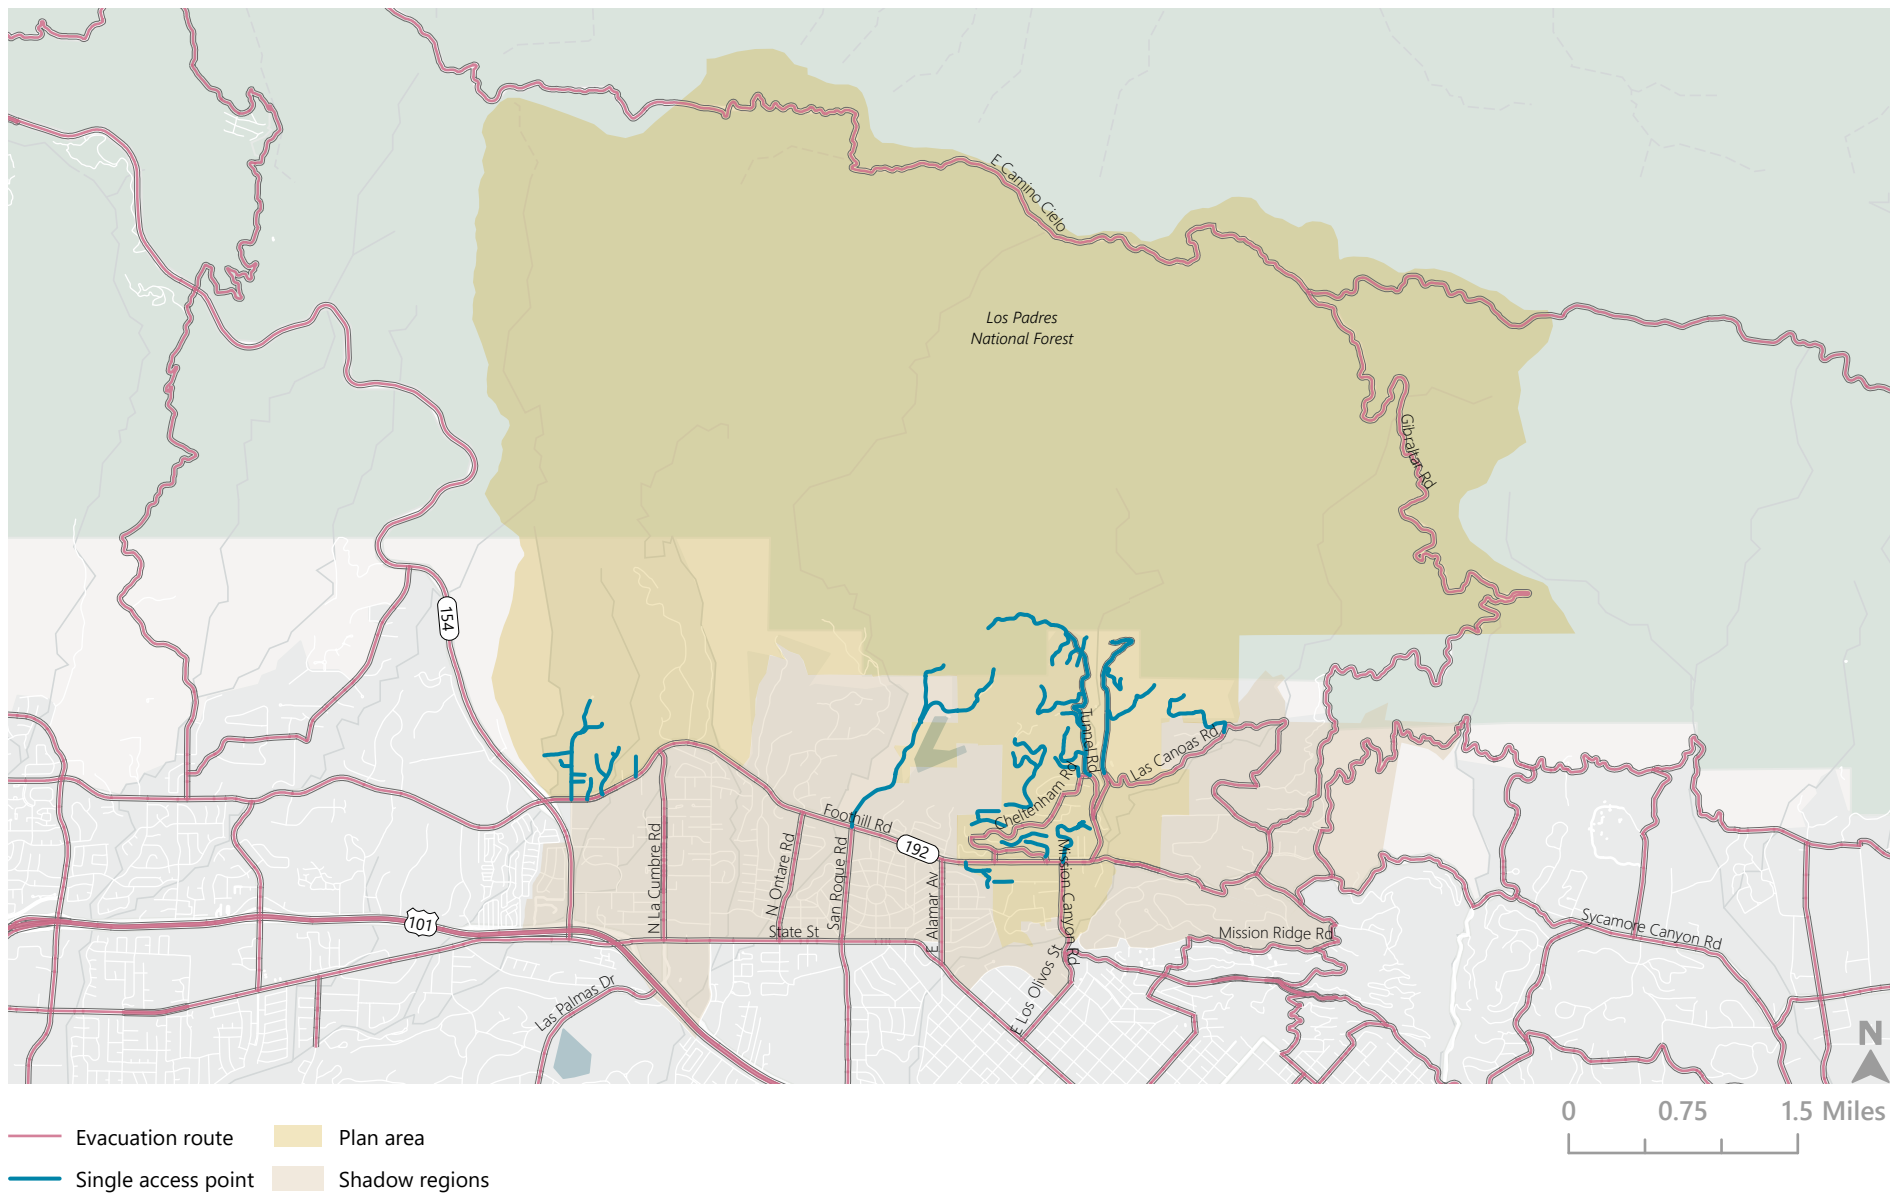 E Camino Cielo
Los Padres
National Forest
Gibraltar Rd
154
Tunnel Rd
Las Canoas Rd
Cheltenham Rd
Foothill Rd
192
N La Cumbre Rd
N Ontare Rd
San Roque Rd
E Alamar Av
Mission Canyon Rd
101
State St
Mission Ridge Rd
Sycamore Canyon Rd
Las Palmas Dr
E Los Olivos St
N
0 0.75 1.5 Miles
Evacuation route
Plan area
Single access point
Shadow regions